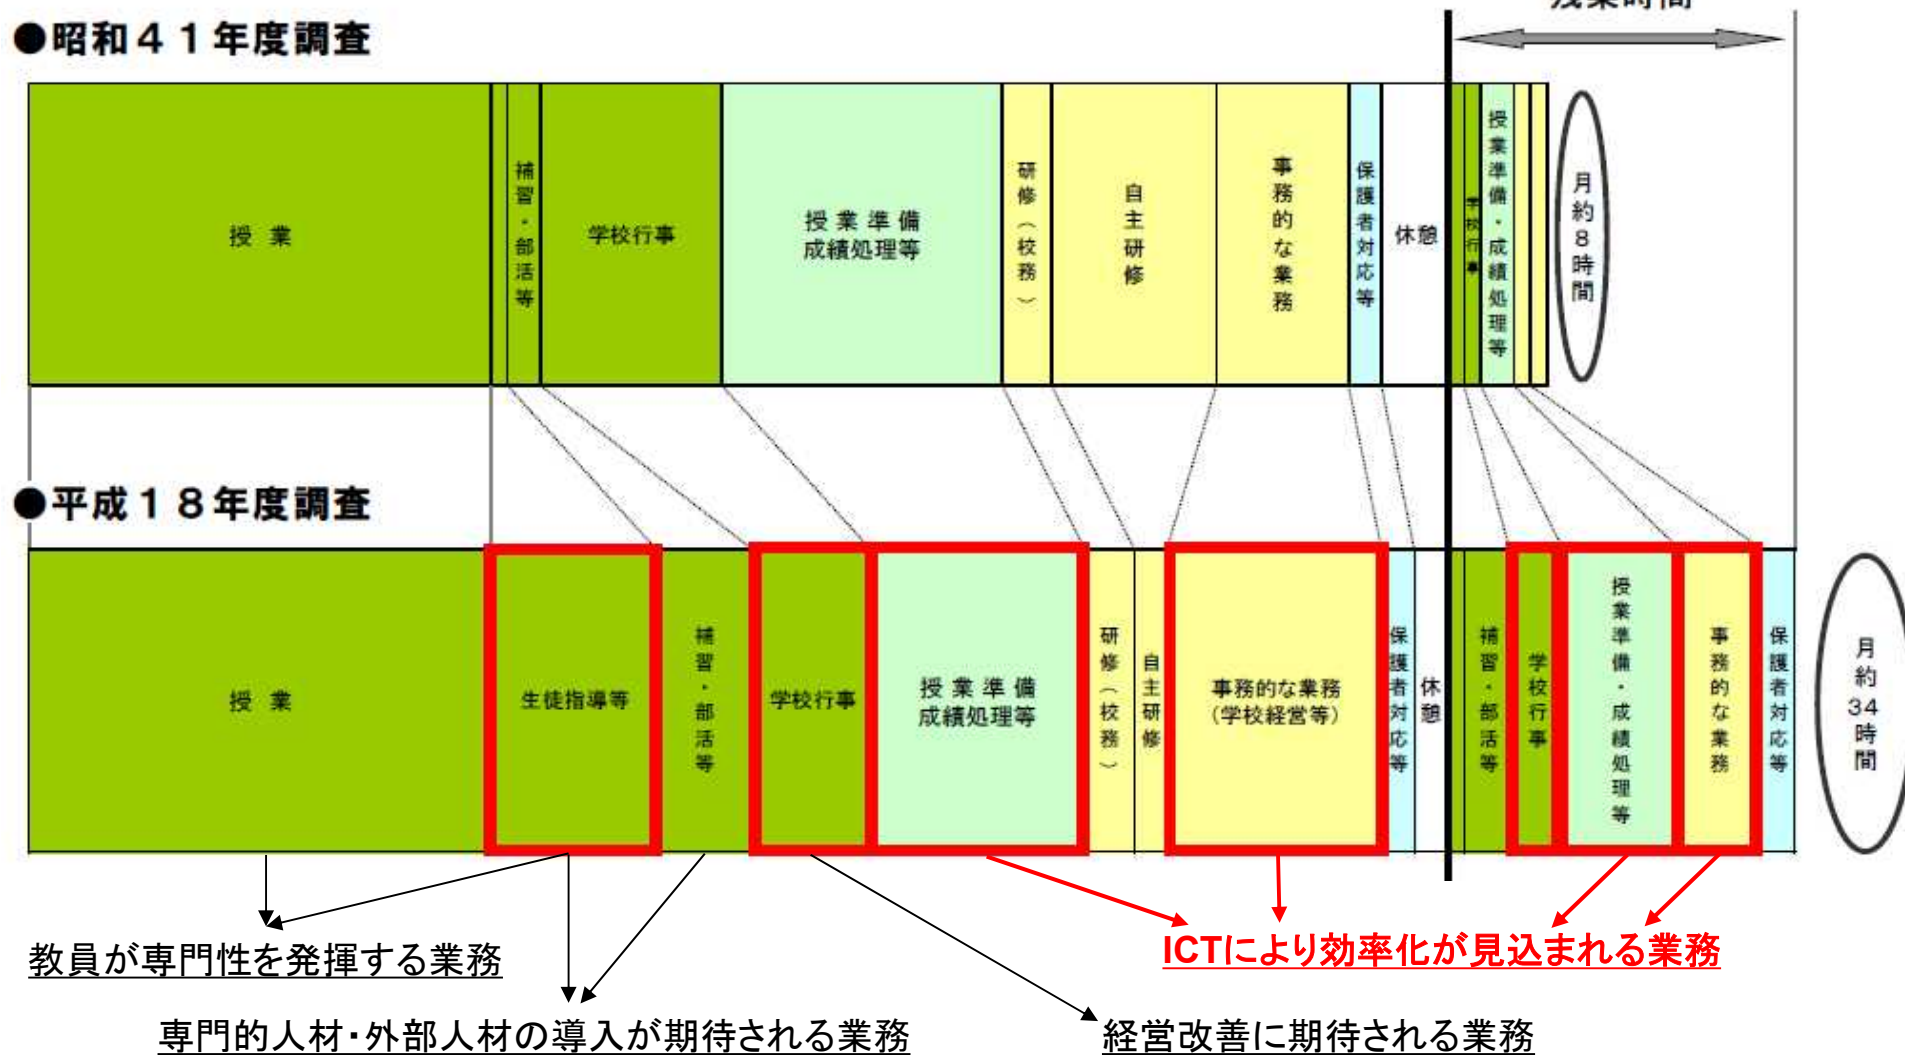 残業時間
●昭和４１年度調査
授業
補習・部活等
学校行事
授業準備
成績処理等
研修（校務）
自主研修
事務的な業務
保護者対応等
休憩
学校行事
授業準備・成績処理等
月約8時間
●平成１８年度調査
授業
生徒指導等
補習・部活等
学校行事
授業準備
成績処理等
研修（校務）
自主研修
事務的な業務
（学校経営等）
保護者対応等
休憩
補習・部活等
学校行事
授業準備・成績処理等
事務的な業務
保護者対応等
月約34時間
教員が専門性を発揮する業務
ICTにより効率化が見込まれる業務
専門的人材・外部人材の導入が期待される業務
経営改善に期待される業務